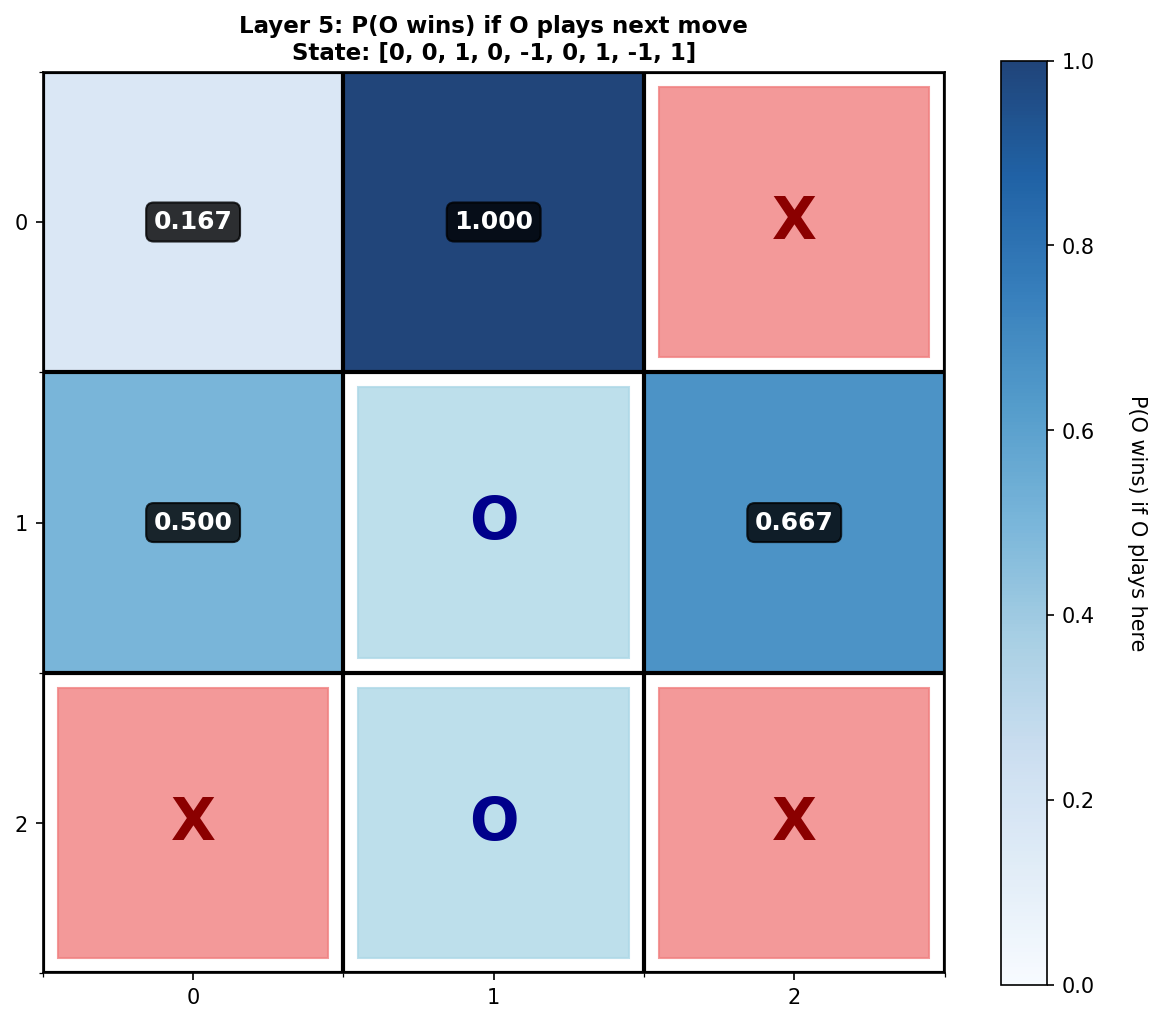 Layer 5: P(O wins) if O plays next move
State: [0, 0, 1, 0, -1, 0, 1, -1, 1]
0
0.167
1.000
X
1
0.500
O
0.667
2
X
O
X
0
1
2
1.0
0.8
0.6
0.4
0.2
0.0
P(O wins) if O plays here